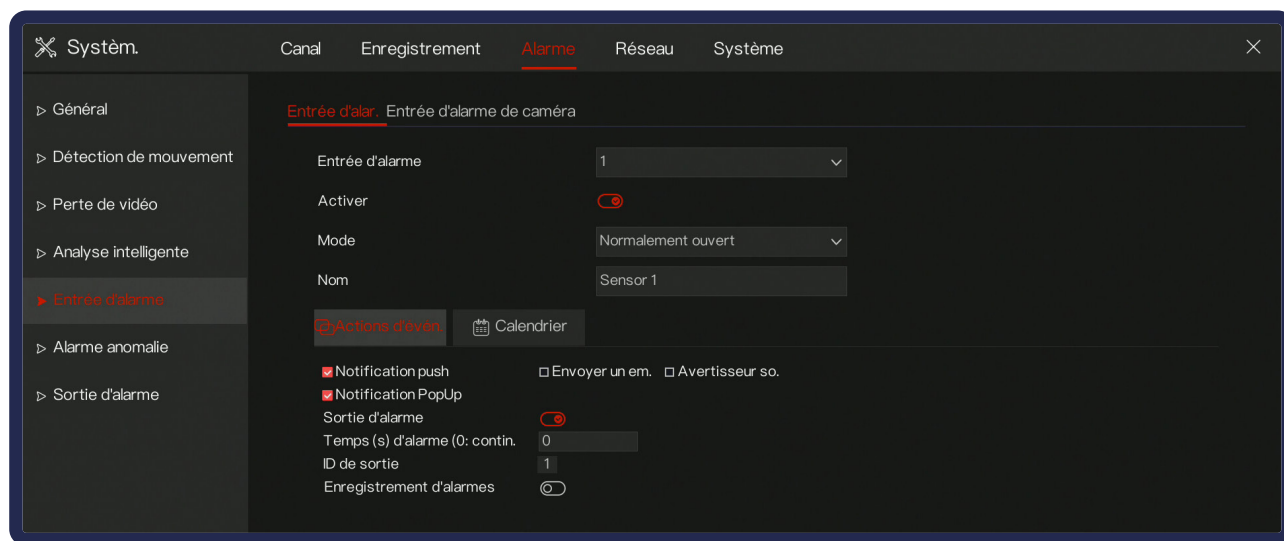 Systèm.
Canal Enregistrement Alarme Réseau Système
Général
Détection de mouvement
Perte de vidéo
Analyse intelligente
Entrée d'alarme
Alarme anomalie
Sortie d'alarme
Entrée d'alar. Entrée d'alarme de caméra
Entrée d'alarme 1
Activer
Mode Normalement ouvert
Nom Sensor 1
Actions d'évén. Calendrier
Notification push Envoyer un em. Avertisseur so.
Notification PopUp
Sortie d'alarme
Temps (s) d'alarme (0: contin. 0
ID de sortie 1
Enregistrement d'alarmes